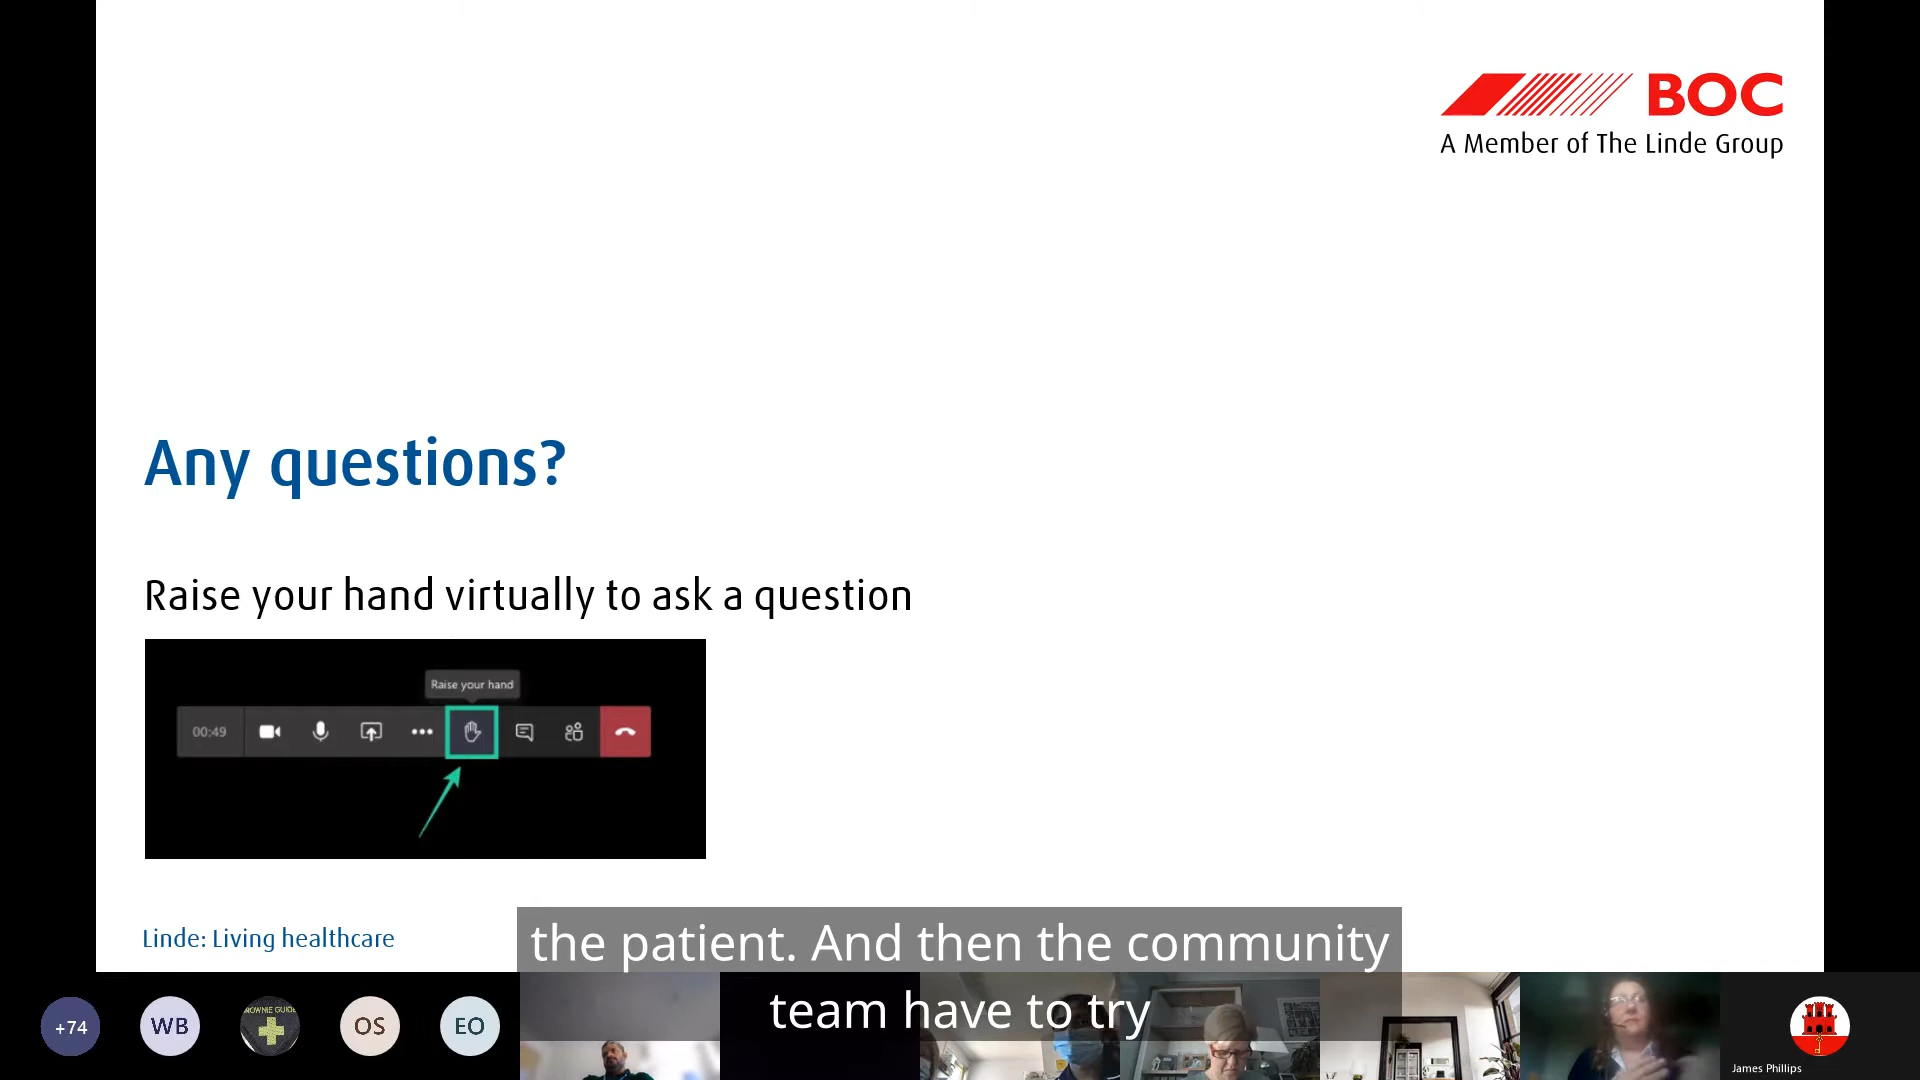 BOC
A Member of The Linde Group
Any questions?
Raise your hand virtually to ask a question
Raise your hand
00:49
Linde: Living healthcare
the patient. And then the community
team have to try
+74
WB
ROWNIE GUIDE
OS
EO
James Phillips